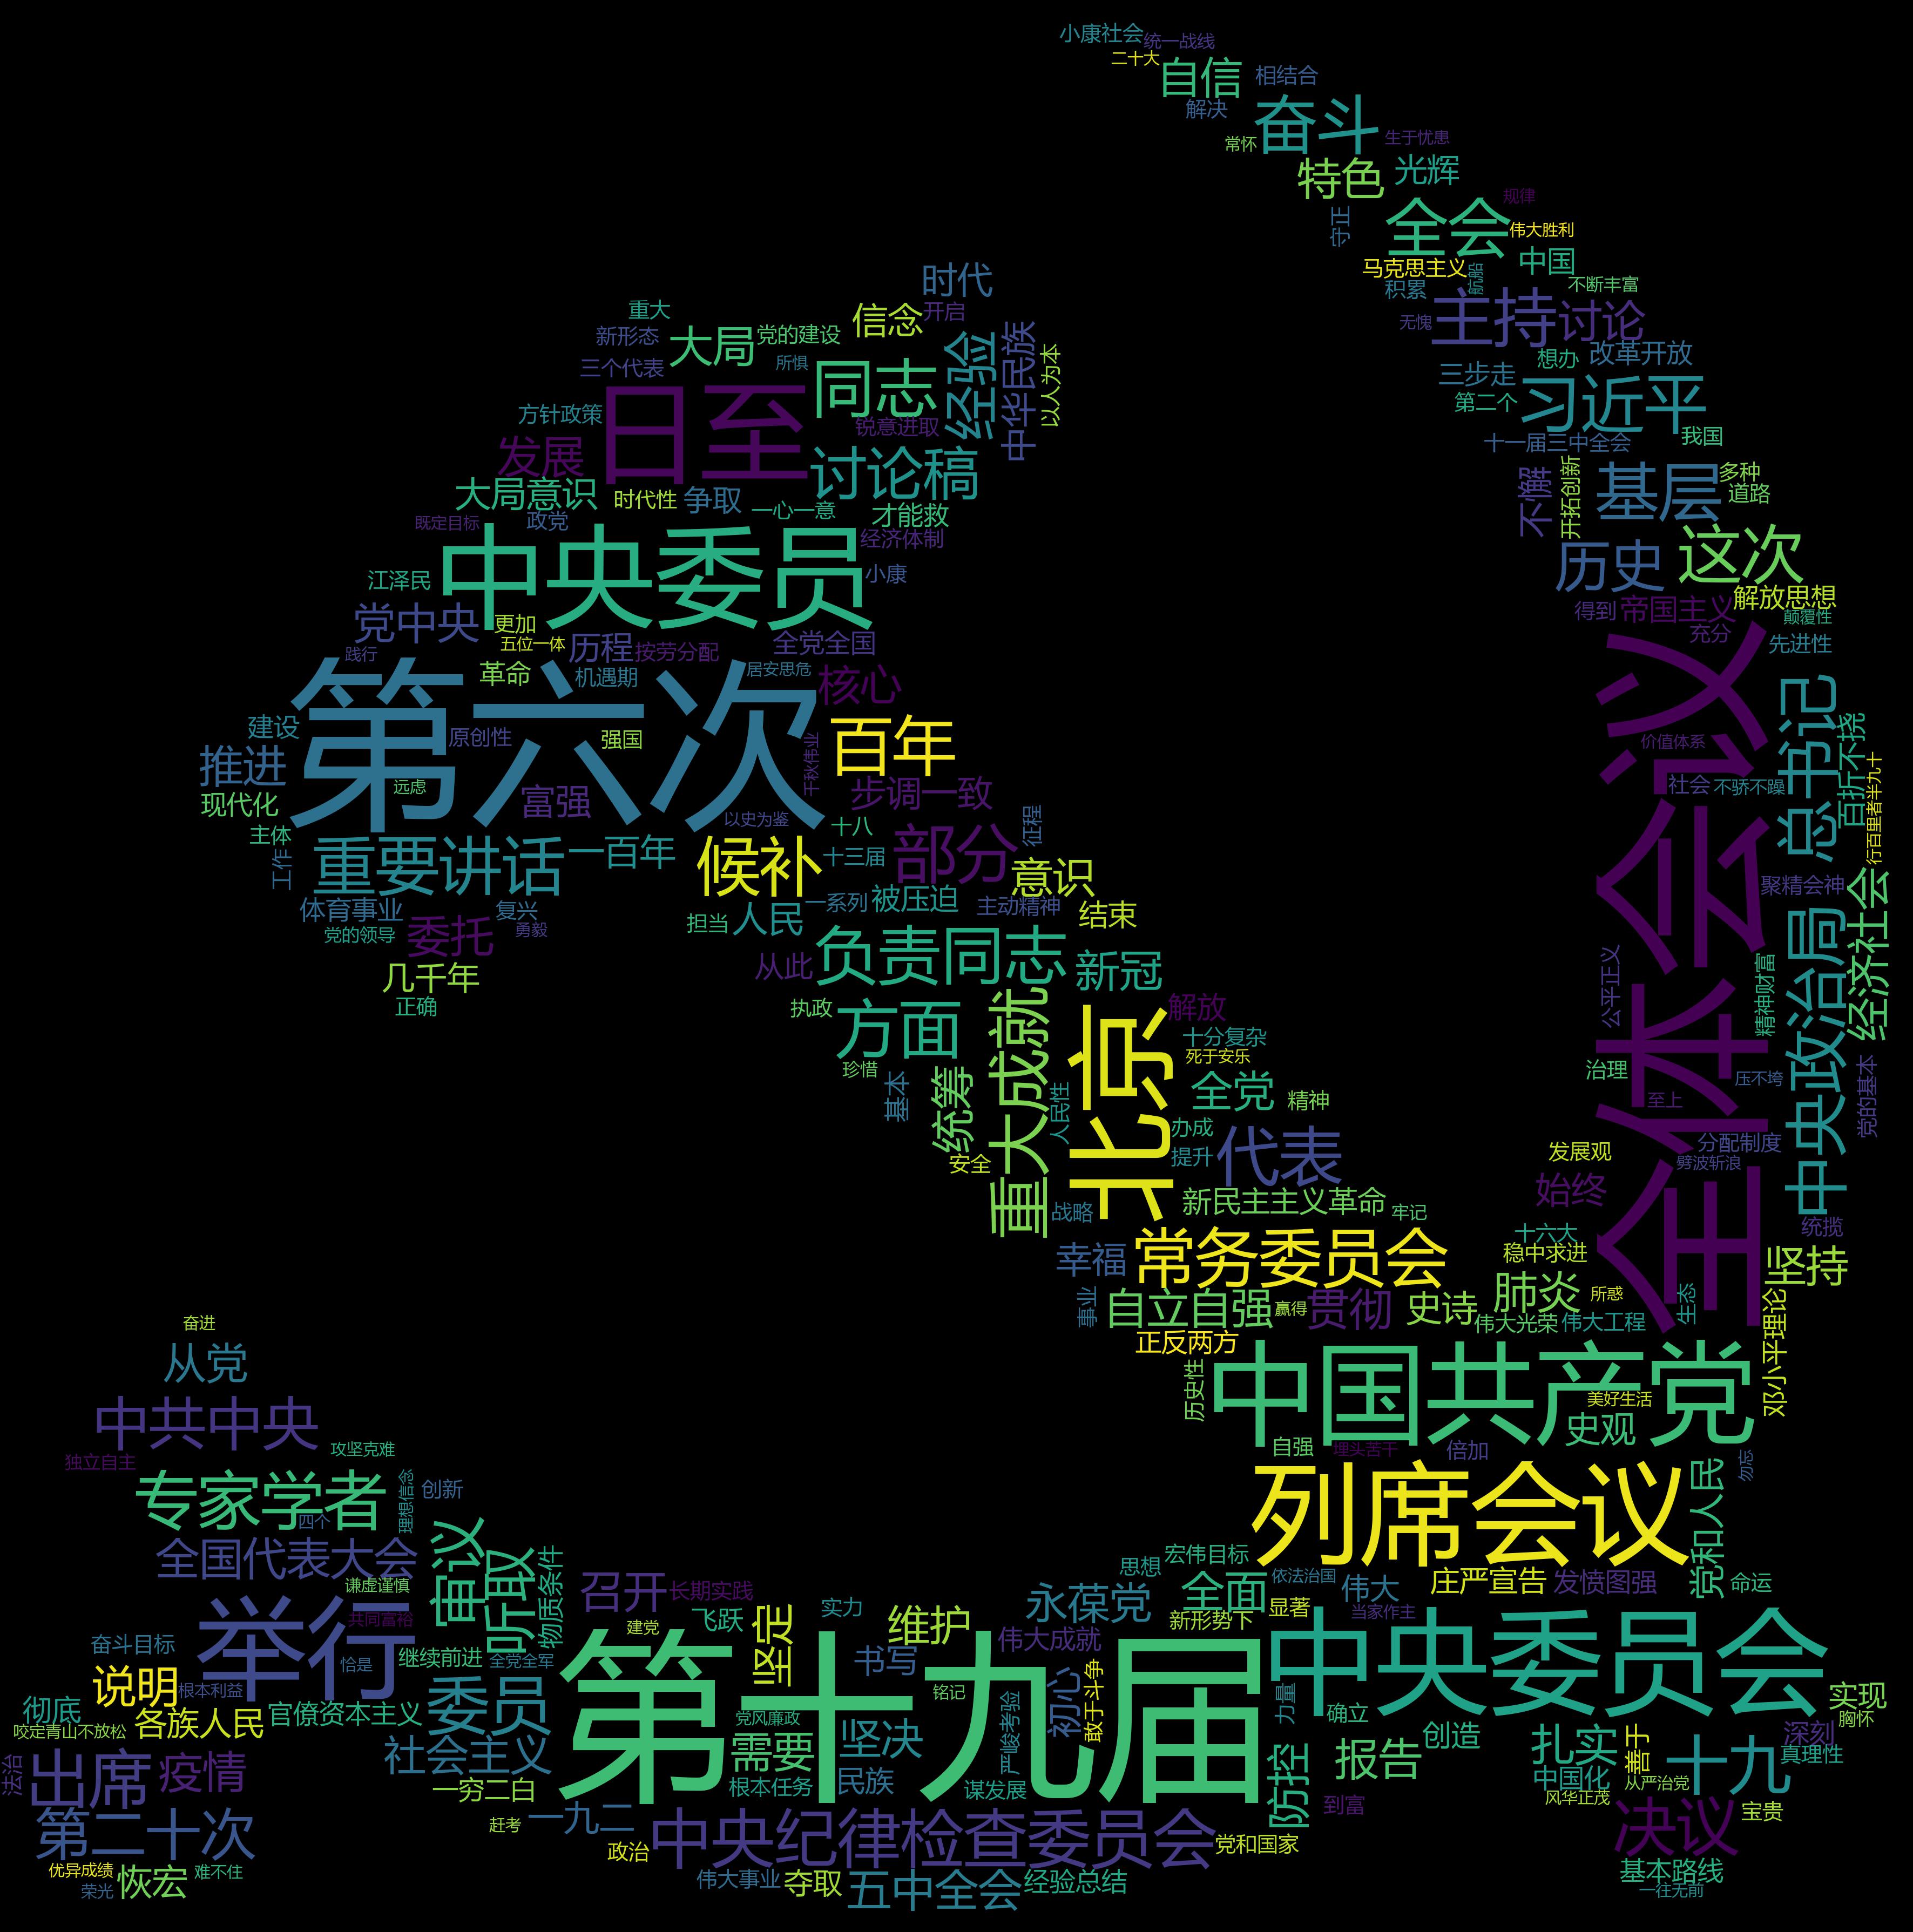 小康社会
统一战线
二十大
自信
相结合
解决
奋斗
常怀
生于忧患
特色
光辉
规律
守正
全会
伟大胜利
马克思主义
中国
航船
积累
不断丰富
主持
讨论
无愧
时代
想办
改革开放
重大
新形态
大局
党的建设
信念
开启
三个代表
所惧
同志
经验
中华民族
以人为本
三步走
习近平
第二个
我国
十一届三中全会
方针政策
日至
锐意进取
发展
讨论稿
不懈
开拓创新
基层
多种
道路
大局意识
时代性
争取
一心一意
才能救
既定目标
政党
经济体制
历史
这次
中央委员
江泽民
小康
解放思想
得到
帝国主义
颠覆性
充分
先进性
党中央
更加
五位一体
历程
按劳分配
全党全国
践行
革命
机遇期
居安思危
核心
全体会议
总书记
百折不挠
行百里者半九十
价值体系
社会
不骄不躁
第六次
建设
原创性
强国
百年
推进
千秋伟业
远虑
富强
步调一致
现代化
以史为鉴
十八
征程
主体
工作
重要讲话
一百年
候补
十三届
部分
意识
聚精会神
经济社会
体育事业
复兴
担当
人民
一系列
被压迫
主动精神
结束
党的领导
委托
勇毅
中央政治局
几千年
从此
负责同志
新冠
公平正义
精神财富
正确
执政
方面
重大成就
北京
解放
十分复杂
死于安乐
珍惜
基本
统筹
人民性
全党
精神
治理
压不垮
党的基本
至上
办成
提升
代表
分配制度
发展观
劈波斩浪
安全
始终
战略
新民主主义革命
牢记
统揽
十六大
幸福
常务委员会
稳中求进
坚持
事业
自立自强
赢得
贯彻
史诗
肺炎
所惑
生态
伟大光荣
伟大工程
邓小平理论
正反两方
奋进
从党
历史性
中国共产党
美好生活
史观
中共中央
攻坚克难
自强
埋头苦干
倍加
勿忘
独立自主
专家学者
理想信念
创新
列席会议
党和人民
四个
全国代表大会
审议
听取
物质条件
思想
宏伟目标
谦虚谨慎
召开
长期实践
永葆党
全面
依法治国
伟大
庄严宣告
发愤图强
命运
举行
共同富裕
建党
飞跃
坚定
实力
维护
新形势下
显著
当家作主
奋斗目标
恰是
继续前进
全党全军
第十九届
书写
伟大成就
中央委员会
说明
根本利益
铭记
初心
敢于斗争
力量
实现
彻底
各族人民
官僚资本主义
委员
党风廉政
严峻考验
确立
创造
胸怀
咬定青山不放松
社会主义
需要
坚决
防控
报告
扎实
善于
十九
深刻
真理性
法治
出席
疫情
一穷二白
根本任务
民族
谋发展
中国化
从严治党
第二十次
赶考
一九二
到富
风华正茂
决议
宝贵
政治
中央纪律检查委员会
党和国家
优异成绩
恢宏
难不住
荣光
伟大事业
夺取
五中全会
经验总结
基本路线
一往无前